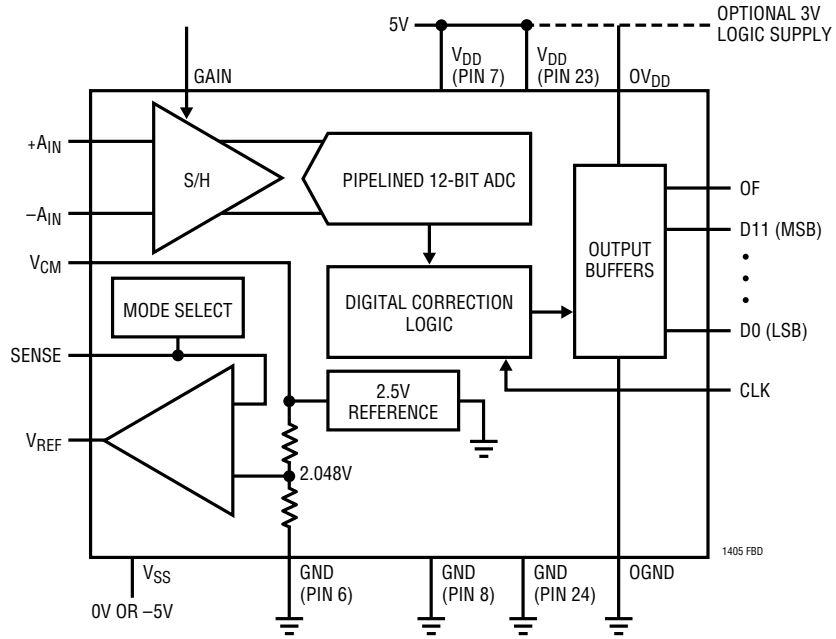 OPTIONAL 3V
LOGIC SUPPLY
5V
VDD
(PIN 7)
VDD
(PIN 23)
OVDD
GAIN
+AIN
–AIN
S/H
PIPELINED 12-BIT ADC
OUTPUT
BUFFERS
OF
D11 (MSB)
D0 (LSB)
CLK
VCM
MODE SELECT
DIGITAL CORRECTION
LOGIC
SENSE
2.5V
REFERENCE
VREF
2.048V
1405 FBD
VSS
0V OR –5V
GND
(PIN 6)
GND
(PIN 8)
GND
(PIN 24)
OGND